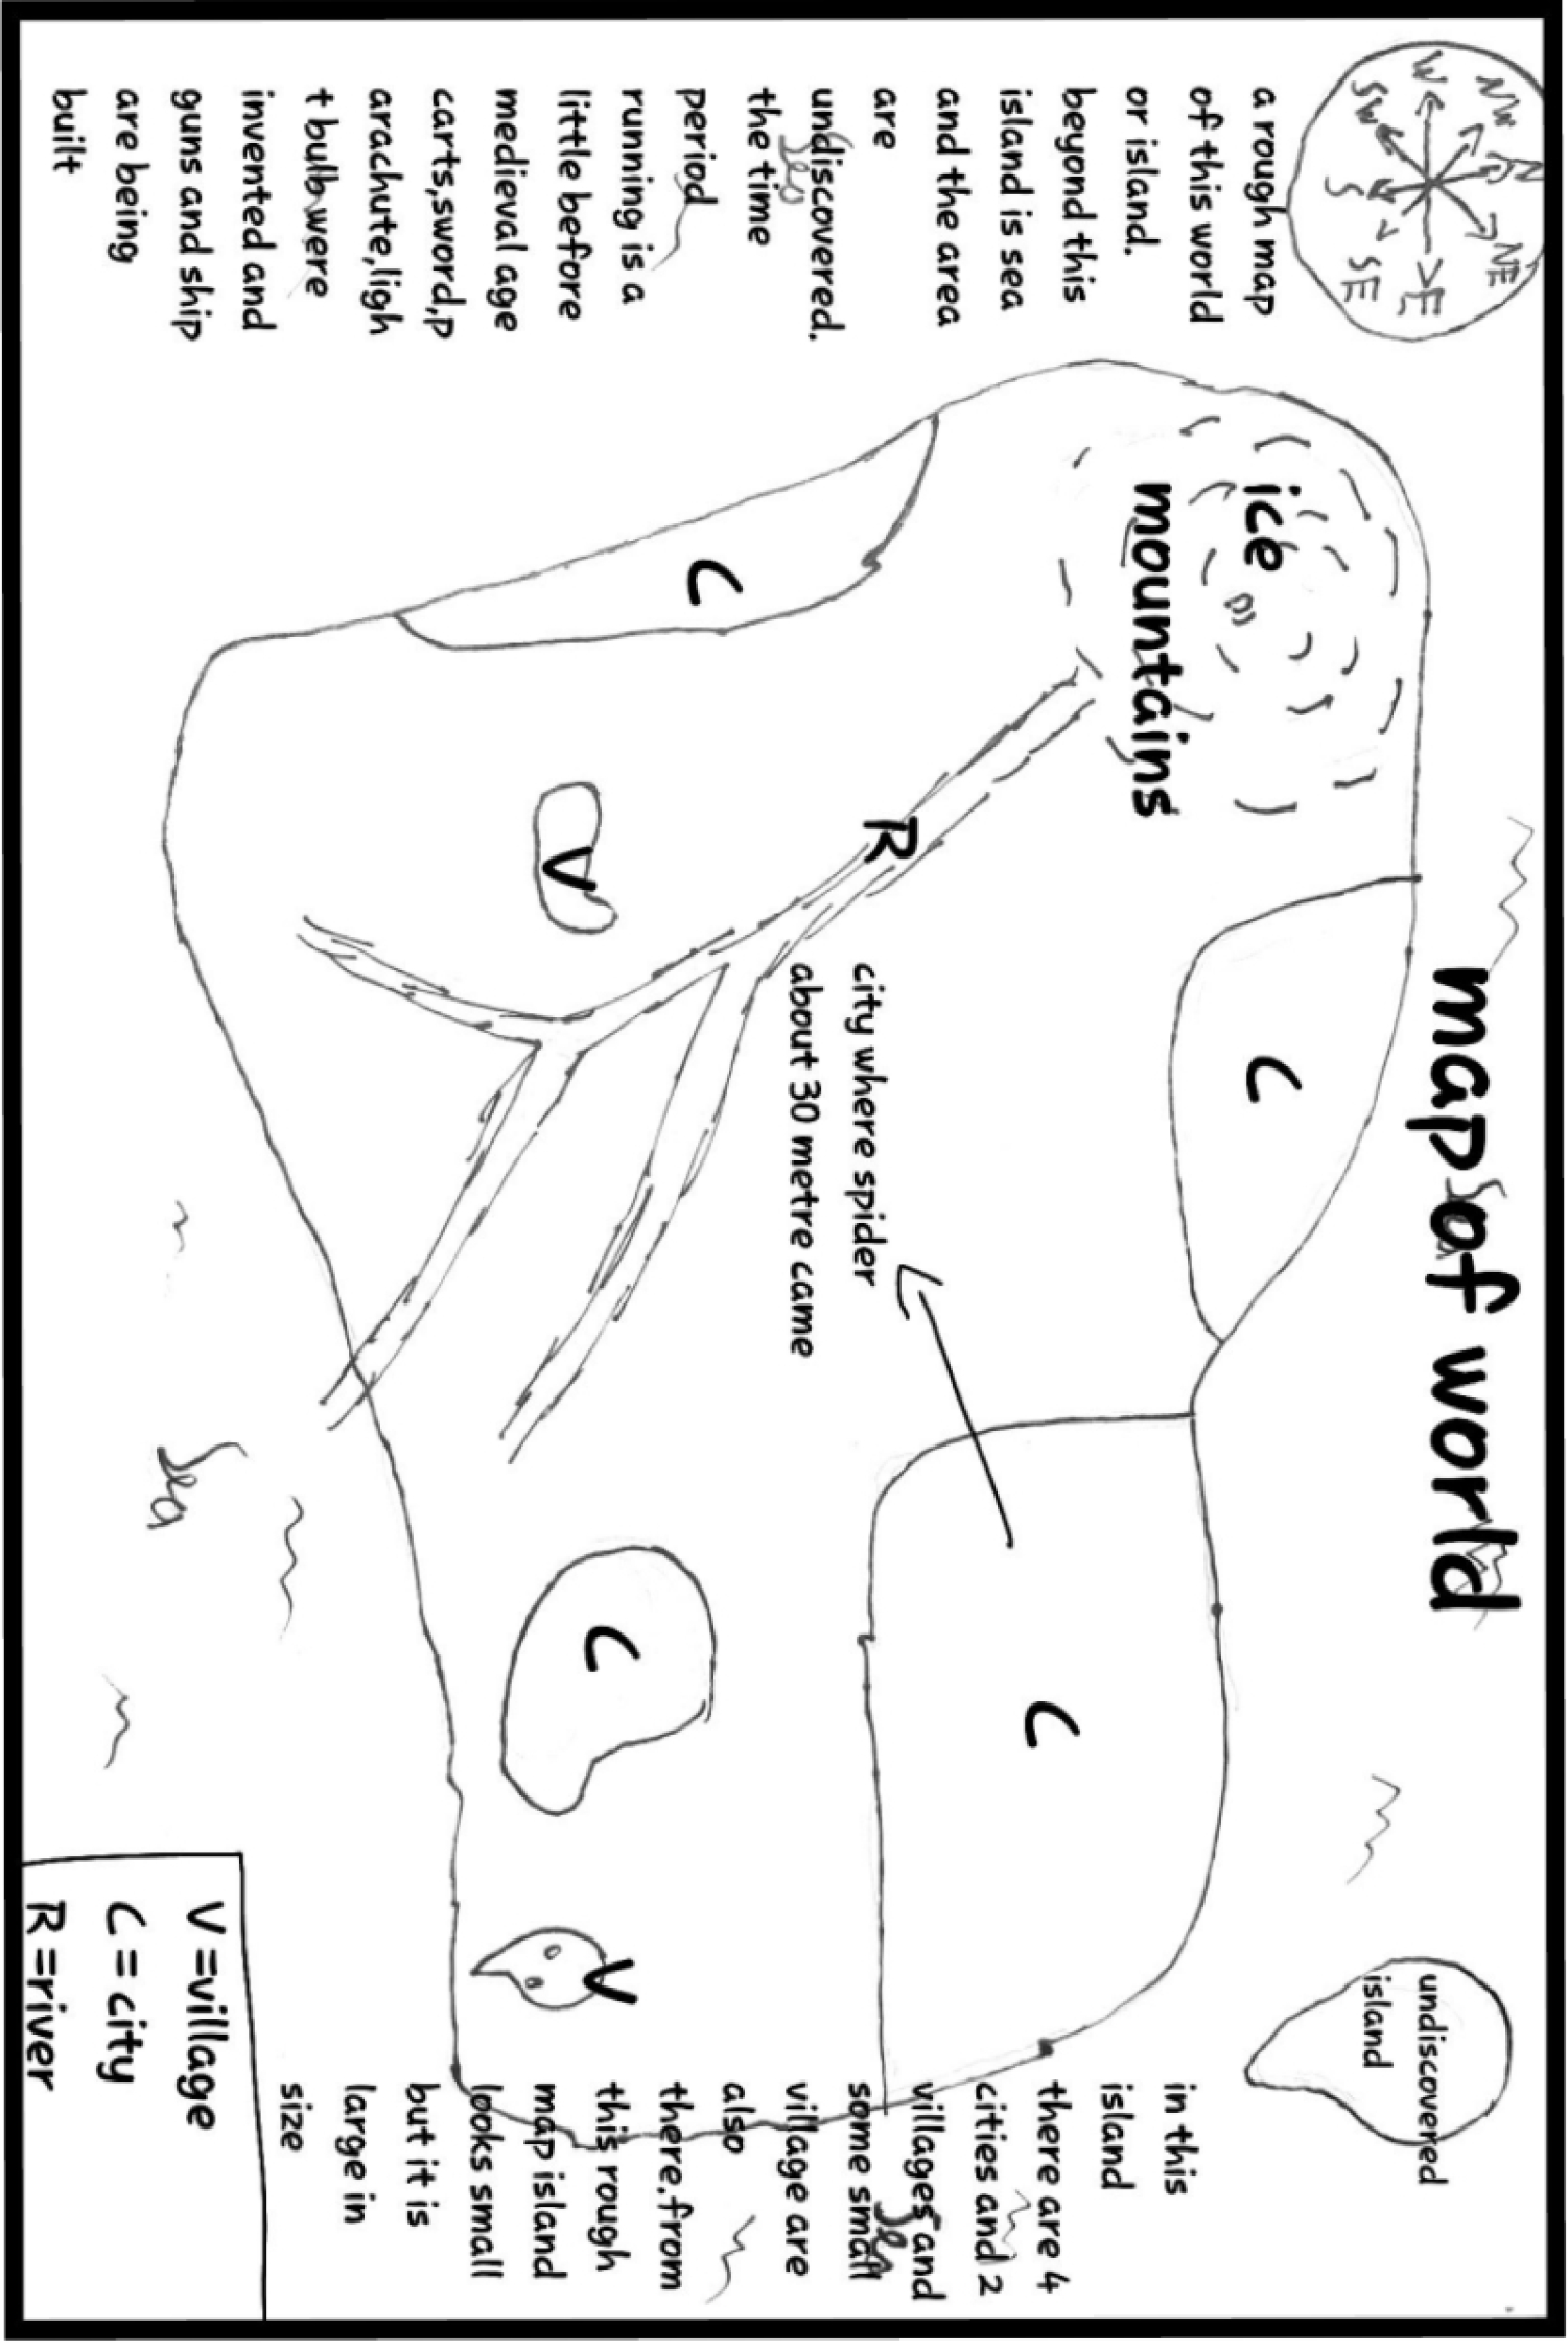 map of world
NW
N
NE
W
E
SW
S
SE
a rough map
of this world
or island.
beyond this
island is sea
and the area
are
undiscovered.
the time
period
running is a
little before
medieval age
carts,sword,p
arachute,ligh
t bulb were
invented and
guns and ship
are being
built
sea
ice
mountains
C
R
V
C
sea
city where spider
about 30 metre came
C
C
V
sea
undiscovered
island
in this
island
there are 4
cities and 2
villages and
some small
village are
also
there.from
this rough
map island
looks small
but it is
large in
size
sea
V =village
C == city
R =river